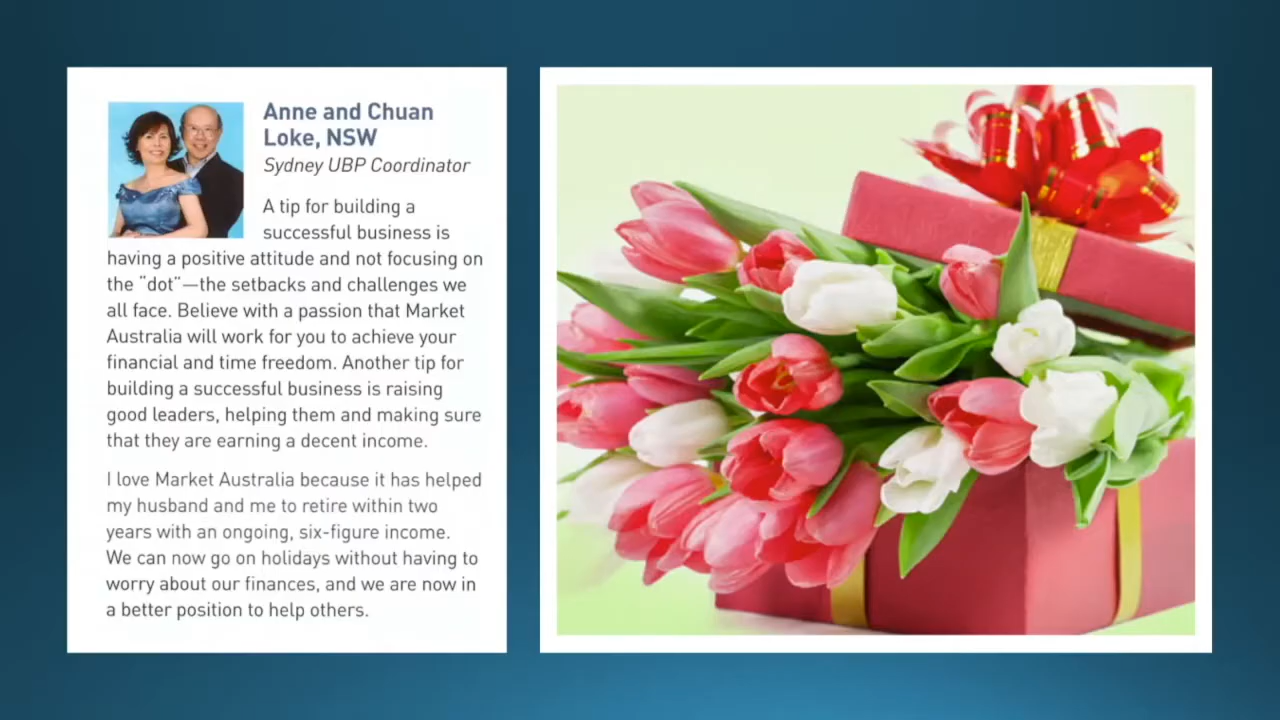 Anne and Chuan
Loke, NSW
Sydney UBP Coordinator
A tip for building a
successful business is
having a positive attitude and not focusing on
the "dot"—the setbacks and challenges we
all face. Believe with a passion that Market
Australia will work for you to achieve your
financial and time freedom. Another tip for
building a successful business is raising
good leaders, helping them and making sure
that they are earning a decent income.
I love Market Australia because it has helped
my husband and me to retire within two
years with an ongoing, six-figure income.
We can now go on holidays without having to
worry about our finances, and we are now in
a better position to help others.